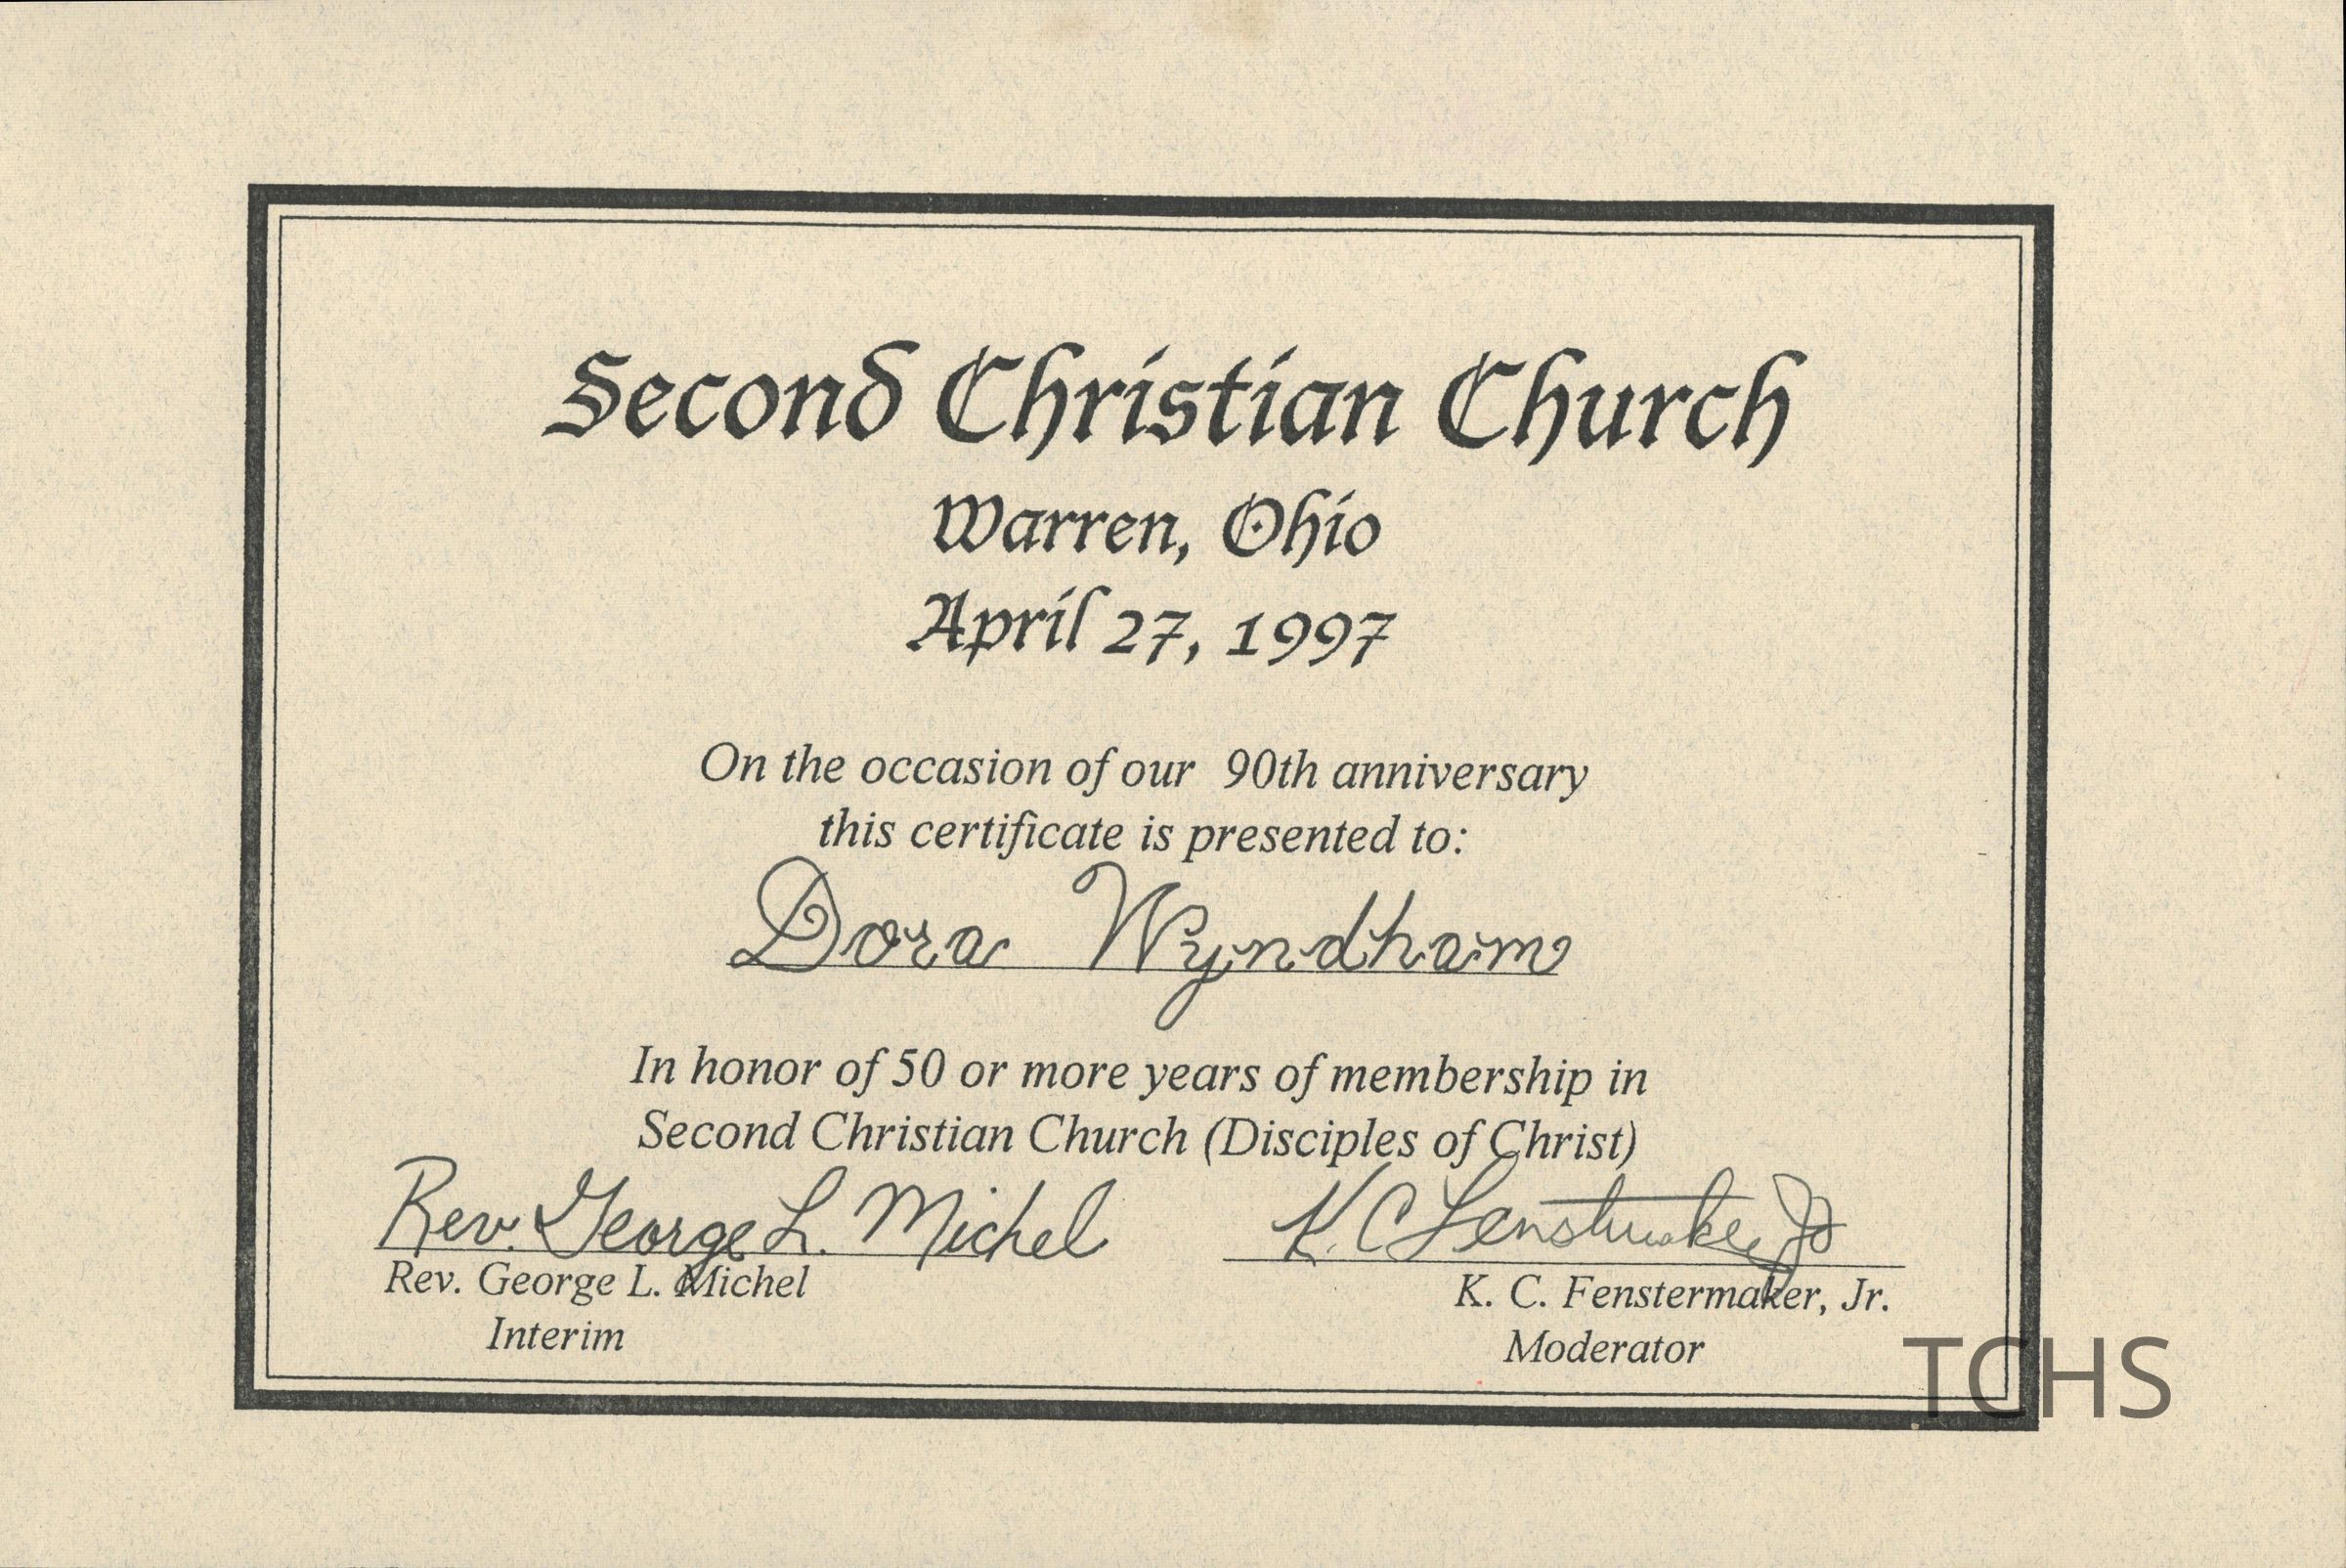 Second Christian Church
Warren, Ohio
April 27, 1997
On the occasion of our 90th anniversary
this certificate is presented to:
Dora Wyndham
In honor of 50 or more years of membership in
Second Christian Church (Disciples of Christ)
Rev. George L. Michel
K. C. Fenstermaker, Jr
Rev. George L. Michel
K. C. Fenstermaker, Jr.
Interim
Moderator
TCHS